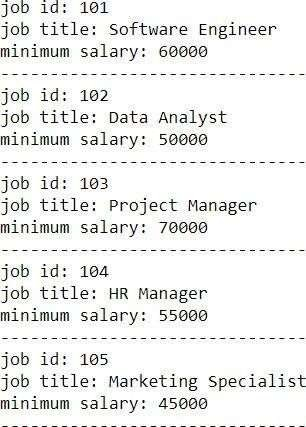 job id: 101
job title: Software Engineer
minimum salary: 60000
-------------------------------
job id: 102
job title: Data Analyst
minimum salary: 50000
-------------------------------
job id: 103
job title: Project Manager
minimum salary: 70000
-------------------------------
job id: 104
job title: HR Manager
minimum salary: 55000
-------------------------------
job id: 105
job title: Marketing Specialist
minimum salary: 45000
-------------------------------